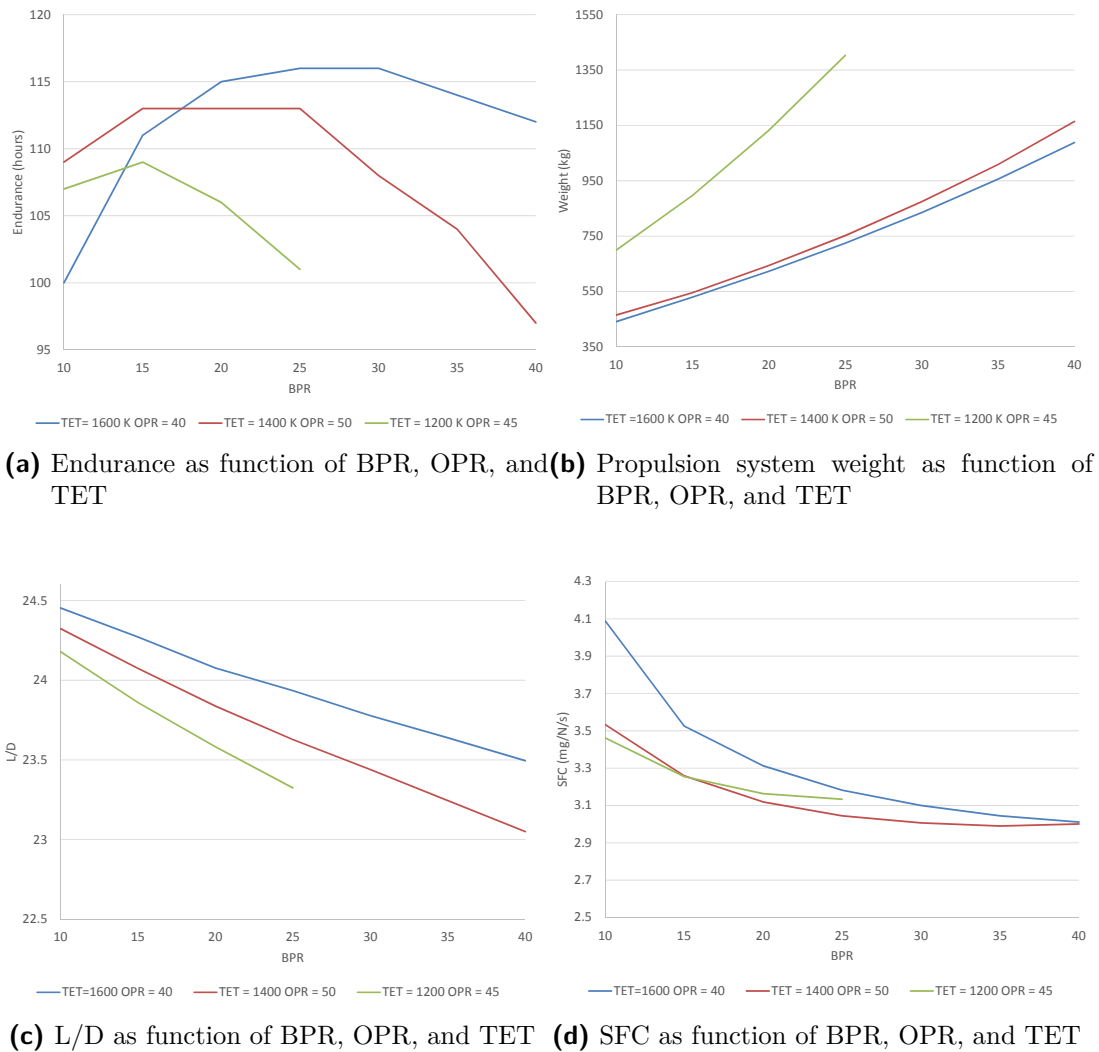 120
115
110
105
100
95
Endurance (hours)
10 15 20 25 30 35 40
BPR
TET= 1600 K OPR = 40 TET = 1400 K OPR = 50 TET = 1200 K OPR = 45
(a) Endurance as function of BPR, OPR, and
TET
1550
1350
1150
950
750
550
350
Weight (kg)
10 15 20 25 30 35 40
BPR
TET =1600 K OPR = 40 TET = 1400 K OPR = 50 TET = 1200 K OPR = 45
(b) Propulsion system weight as function of
BPR, OPR, and TET
24.5
24
23.5
23
22.5
L/D
10 15 20 25 30 35 40
BPR
TET=1600 OPR = 40 TET = 1400 OPR = 50 TET = 1200 OPR = 45
(c) L/D as function of BPR, OPR, and TET
4.3
4.1
3.9
3.7
3.5
3.3
3.1
2.9
2.7
2.5
SFC (mg/N/s)
10 15 20 25 30 35 40
BPR
TET=1600 OPR = 40 TET = 1400 OPR = 50 TET = 1200 OPR = 45
(d) SFC as function of BPR, OPR, and TET